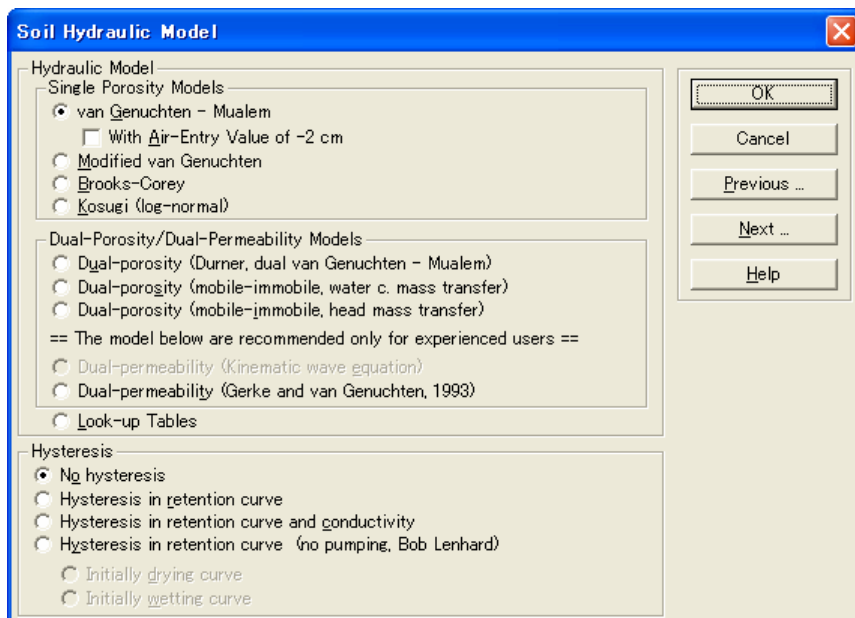 Soil Hydraulic Model
Hydraulic Model
Single Porosity Models
van Genuchten - Mualem
With Air-Entry Value of -2 cm
Modified van Genuchten
Brooks-Corey
Kosugi (log-normal)
Dual-Porosity/Dual-Permeability Models
Dual-porosity (Durner, dual van Genuchten - Mualem)
Dual-porosity (mobile-immobile, water c. mass transfer)
Dual-porosity (mobile-immobile, head mass transfer)
== The model below are recommended only for experienced users ==
Dual-permeability (Kinematic wave equation)
Dual-permeability (Gerke and van Genuchten, 1993)
Look-up Tables
Hysteresis
No hysteresis
Hysteresis in retention curve
Hysteresis in retention curve and conductivity
Hysteresis in retention curve (no pumping, Bob Lenhard)
Initially drying curve
Initially wetting curve
OK
Cancel
Previous ...
Next ...
Help